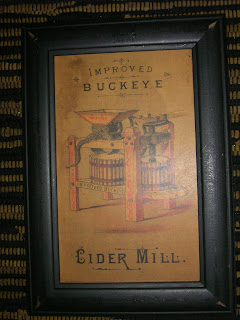 IMPROVED
BUCKEYE
CIDER MILL.